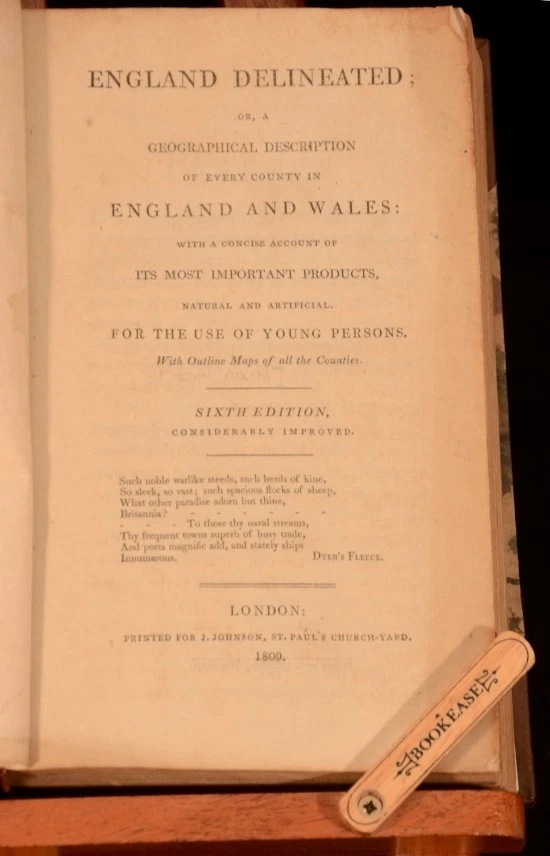 ENGLAND DELINEATED;
OR, A
GEOGRAPHICAL DESCRIPTION
OF EVERY COUNTY IN
ENGLAND AND WALES:
WITH A CONCISE ACCOUNT OF
ITS MOST IMPORTANT PRODUCTS,
NATURAL AND ARTIFICIAL.
FOR THE USE OF YOUNG PERSONS.
With Outline Maps of all the Counties.
SIXTH EDITION,
CONSIDERABLY IMPROVED.
Such noble warlike steeds, such herds of kine,
So sleek, so vast; such spacious flocks of sheep,
What other paradise adorn but thine,
Britannia? - - - - - -
- - - To these thy naval streams,
Thy frequent towns superb of busy trade,
And ports magnific add, and stately ships
Innumerous. DYER'S FLEECE.
LONDON:
PRINTED FOR J. JOHNSON, ST. PAUL'S CHURCH-YARD.
1809.
BOOKEASE